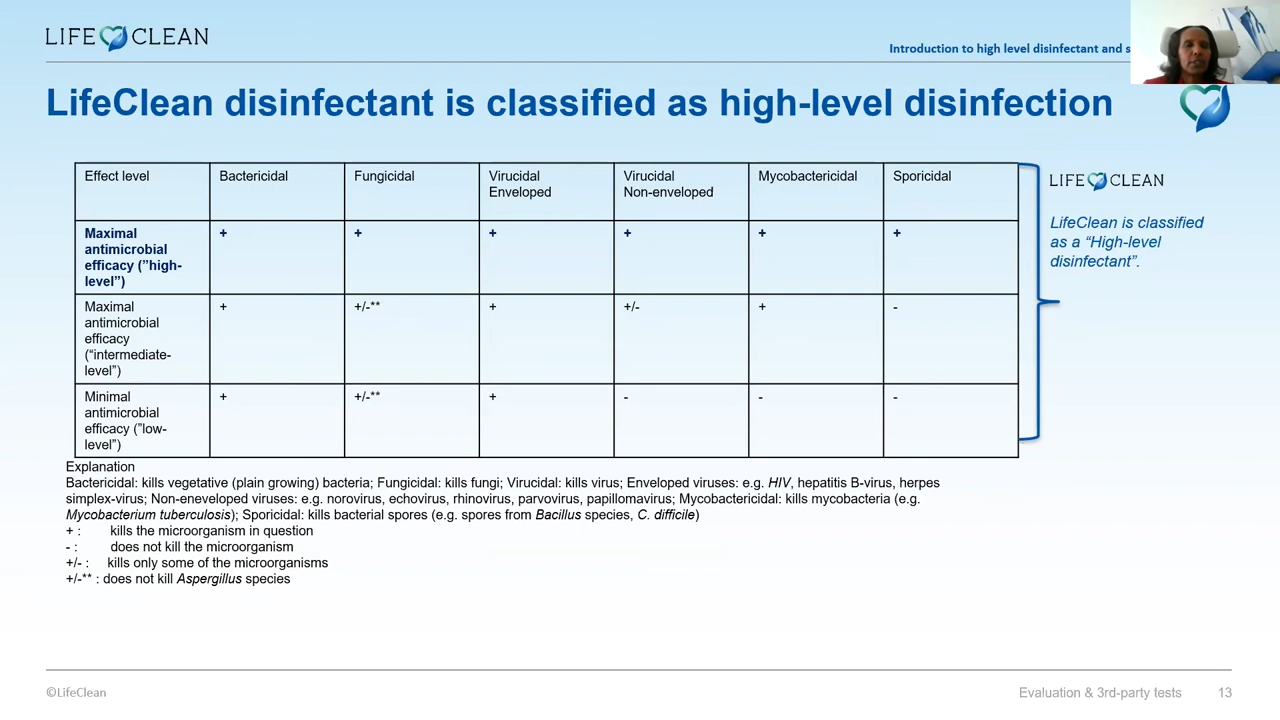 LIFE CLEAN
Introduction to high level disinfectant and s
LifeClean disinfectant is classified as high-level disinfection
Effect level Bactericidal Fungicidal Virucidal Enveloped Virucidal Non-enveloped Mycobactericidal Sporicidal
Maximal antimicrobial efficacy (”high-level”) + + + + + +
Maximal antimicrobial efficacy (“intermediate-level”) + +/-** + +/- + -
Minimal antimicrobial efficacy (”low-level”) + +/-** + - - -
LIFE CLEAN
LifeClean is classified
as a “High-level
disinfectant”.
Explanation
Bactericidal: kills vegetative (plain growing) bacteria; Fungicidal: kills fungi; Virucidal: kills virus; Enveloped viruses: e.g. HIV, hepatitis B-virus, herpes
simplex-virus; Non-eneveloped viruses: e.g. norovirus, echovirus, rhinovirus, parvovirus, papillomavirus; Mycobactericidal: kills mycobacteria (e.g.
Mycobacterium tuberculosis); Sporicidal: kills bacterial spores (e.g. spores from Bacillus species, C. difficile)
+ : kills the microorganism in question
- : does not kill the microorganism
+/- : kills only some of the microorganisms
+/-** : does not kill Aspergillus species
©LifeClean
Evaluation & 3rd-party tests 13